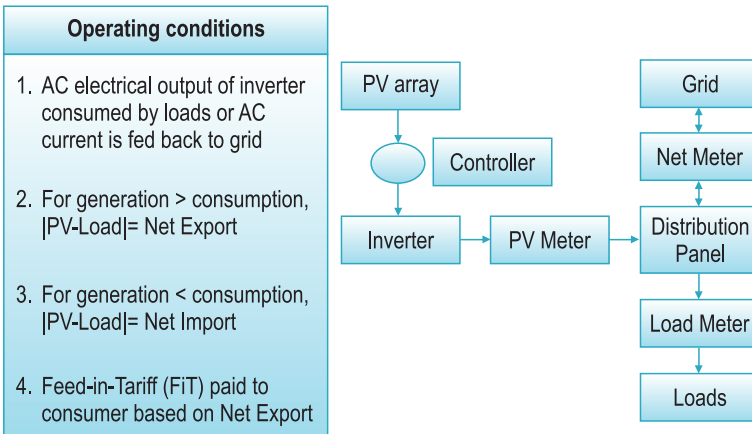 Operating conditions
1. AC electrical output of inverter
consumed by loads or AC
current is fed back to grid
2. For generation > consumption,
|PV-Load|= Net Export
3. For generation < consumption,
|PV-Load|= Net Import
4. Feed-in-Tariff (FiT) paid to
consumer based on Net Export
PV array
Controller
Inverter
PV Meter
Grid
Net Meter
Distribution
Panel
Load Meter
Loads